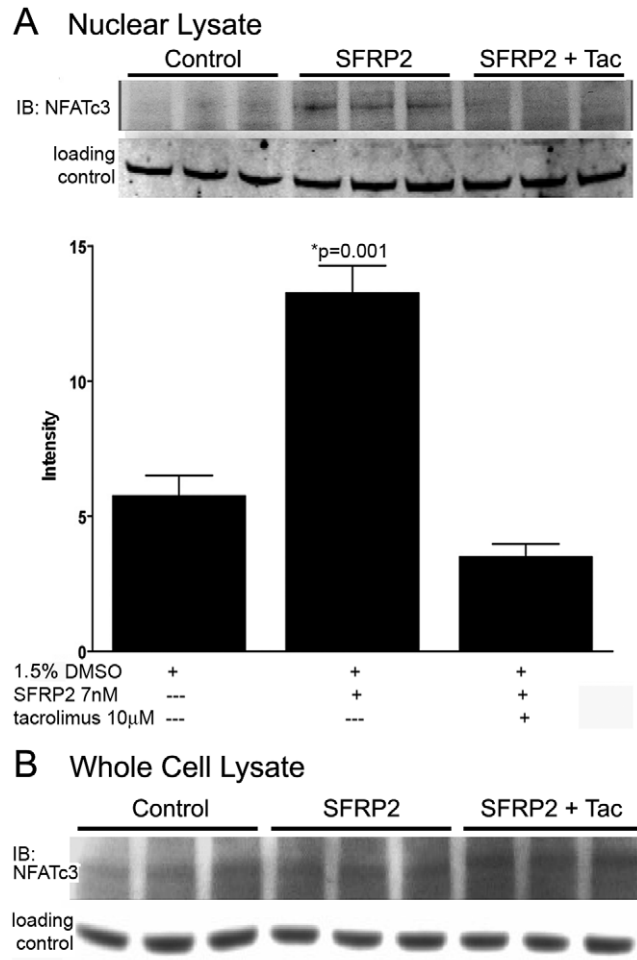 A Nuclear Lysate
Control SFRP2 SFRP2 + Tac
IB: NFATc3
loading
control
15
*p=0.001
10
Intensity
5
0
1.5% DMSO + + +
SFRP2 7nM --- + +
tacrolimus 10μM --- --- +
B Whole Cell Lysate
Control SFRP2 SFRP2 + Tac
IB:
NFATc3
loading
control